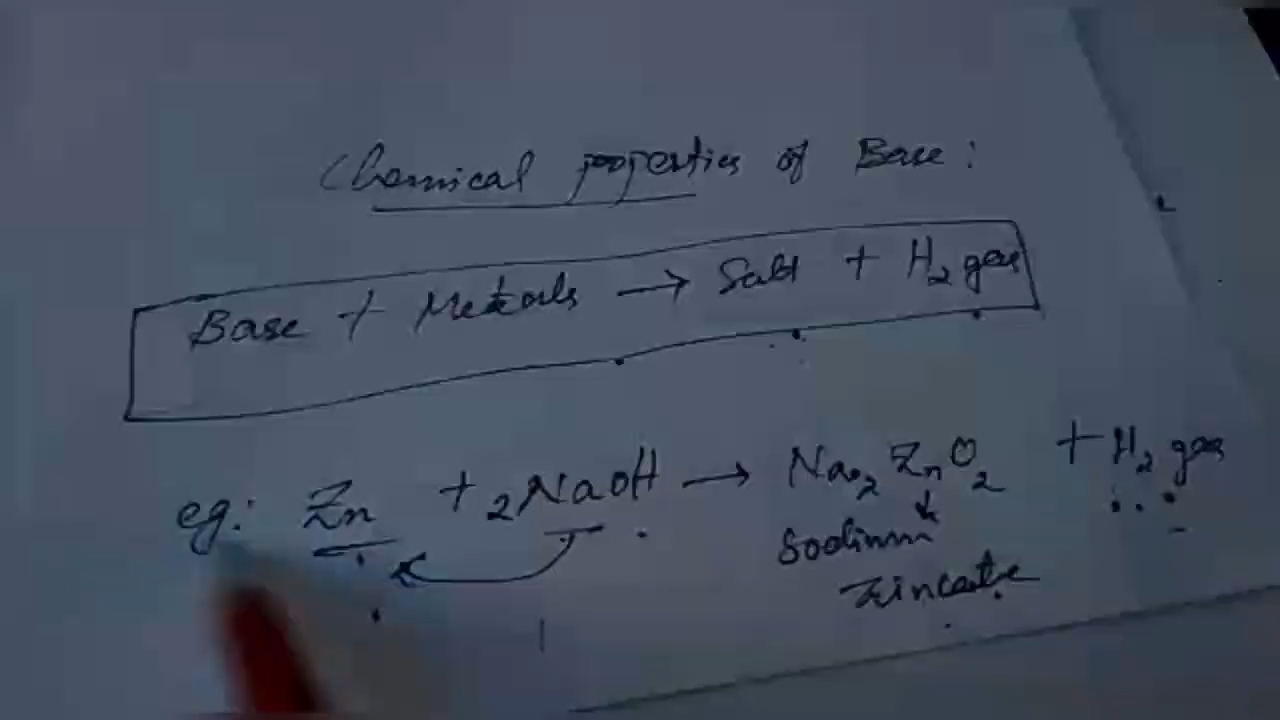 Chemical properties of Base:
Base + Metals → Salt + H₂ gas
eg: Zn + 2NaOH → Na₂ZnO₂ + H₂ gas
Sodium
Zincate